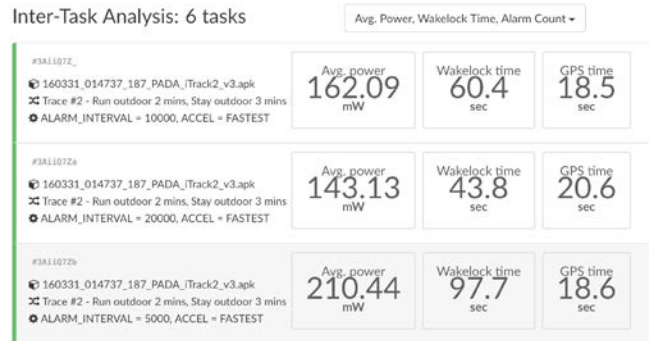 Inter-Task Analysis: 6 tasks
Avg. Power, Wakelock Time, Alarm Count
#3AiiQ7Z_
160331_014737_187_PADA_iTrack2_v3.apk
Trace #2 - Run outdoor 2 mins, Stay outdoor 3 mins
ALARM_INTERVAL = 10000, ACCEL = FASTEST
Avg. power
162.09
mW
Wakelock time
60.4
sec
GPS time
18.5
sec
#3AiiQ7Za
160331_014737_187_PADA_iTrack2_v3.apk
Trace #2 - Run outdoor 2 mins, Stay outdoor 3 mins
ALARM_INTERVAL = 20000, ACCEL = FASTEST
Avg. power
143.13
mW
Wakelock time
43.8
sec
GPS time
20.6
sec
#3AiiQ7Zb
160331_014737_187_PADA_iTrack2_v3.apk
Trace #2 - Run outdoor 2 mins, Stay outdoor 3 mins
ALARM_INTERVAL = 5000, ACCEL = FASTEST
Avg. power
210.44
mW
Wakelock time
97.7
sec
GPS time
18.6
sec